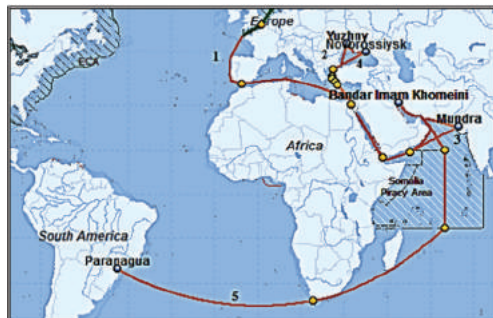 Europe
Yuzhny
Novorossiysk
ECA
1
2
4
Bandar Imam Khomeini
Mundra
3
Africa
Somalia
Piracy Area
South America
Paranagua
5